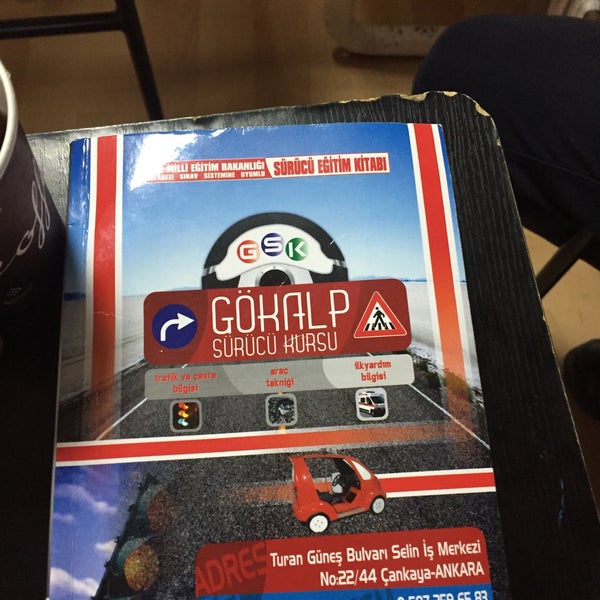 MİLLİ EĞİTİM BAKANLIĞI
SINAV SİSTEMİNE UYUMLU
SÜRÜCÜ EĞİTİM KİTABI
GSK
GÖKALP
SÜRÜCÜ KURSU
trafik ve çevre
bilgisi
araç
tekniği
ilkyardım
bilgisi
ADRES
Turan Güneş Bulvarı Selin İş Merkezi
No:22/44 Çankaya-ANKARA